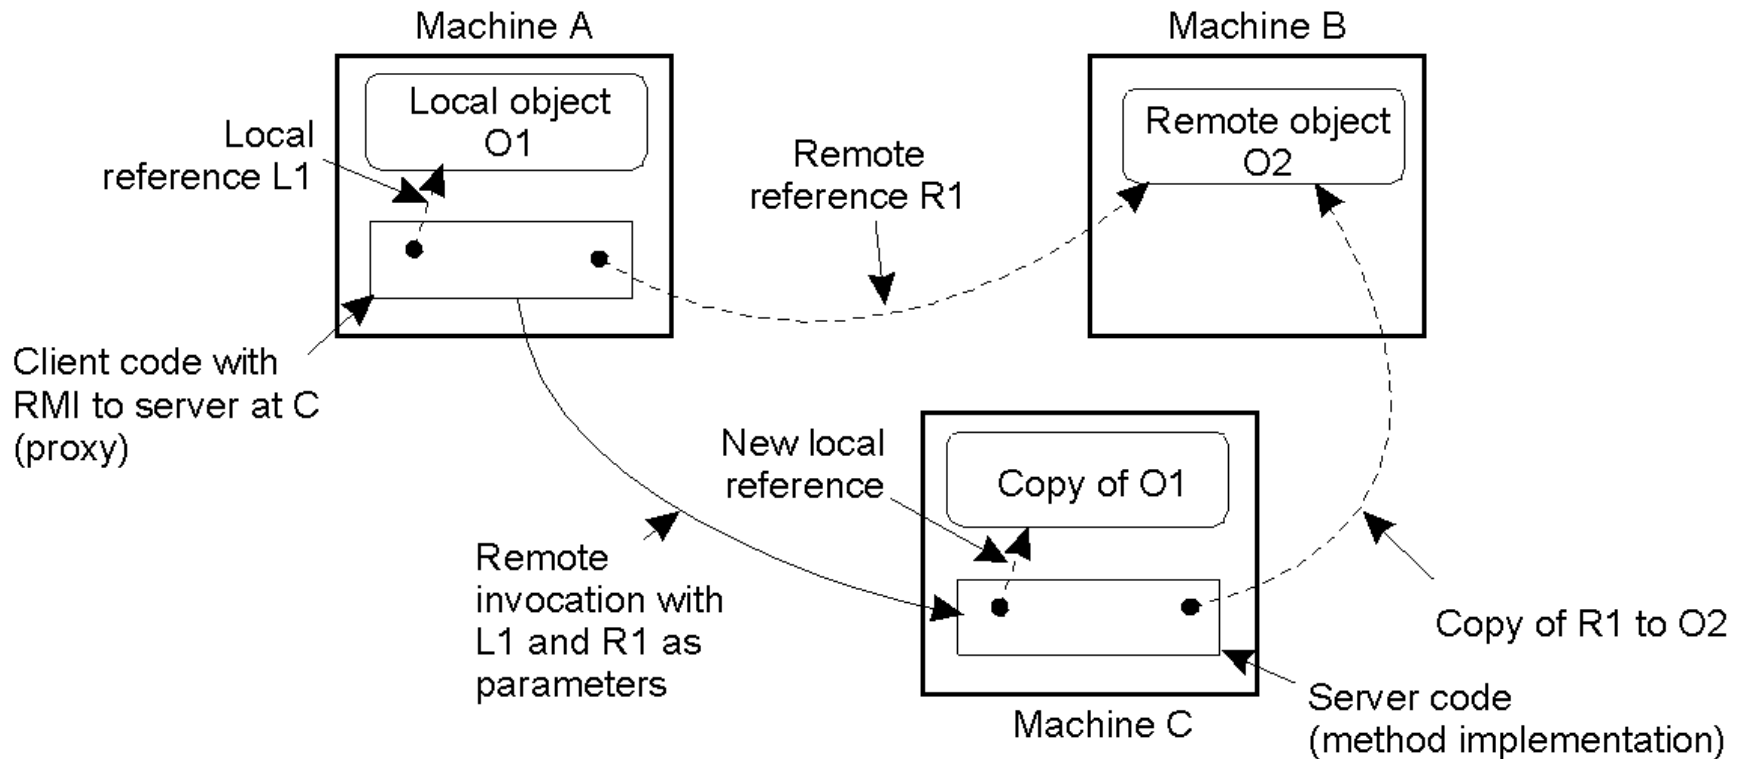 Machine A
Machine B
Local object
O1
Remote object
O2
Local
reference L1
Remote
reference R1
Client code with
RMI to server at C
(proxy)
New local
reference
Copy of O1
Remote
invocation with
L1 and R1 as
parameters
Copy of R1 to O2
Server code
(method implementation)
Machine C